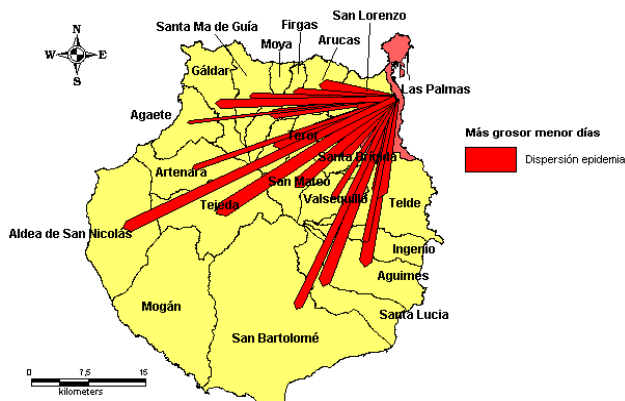 San Lorenzo
Firgas
Santa Ma de Guía
Arucas
Moya
N
W E
S
Gáldar
Las Palmas
Agaete
Más grosor menor días
Teror
Dispersión epidemia
Santa Brigida
Artenara
San Mateo
Valsequillo
Tejeda
Telde
Aldea de San Nicolás
Ingenio
Aguimes
Mogán
Santa Lucia
San Bartolomé
0 7,5 15
kilometers